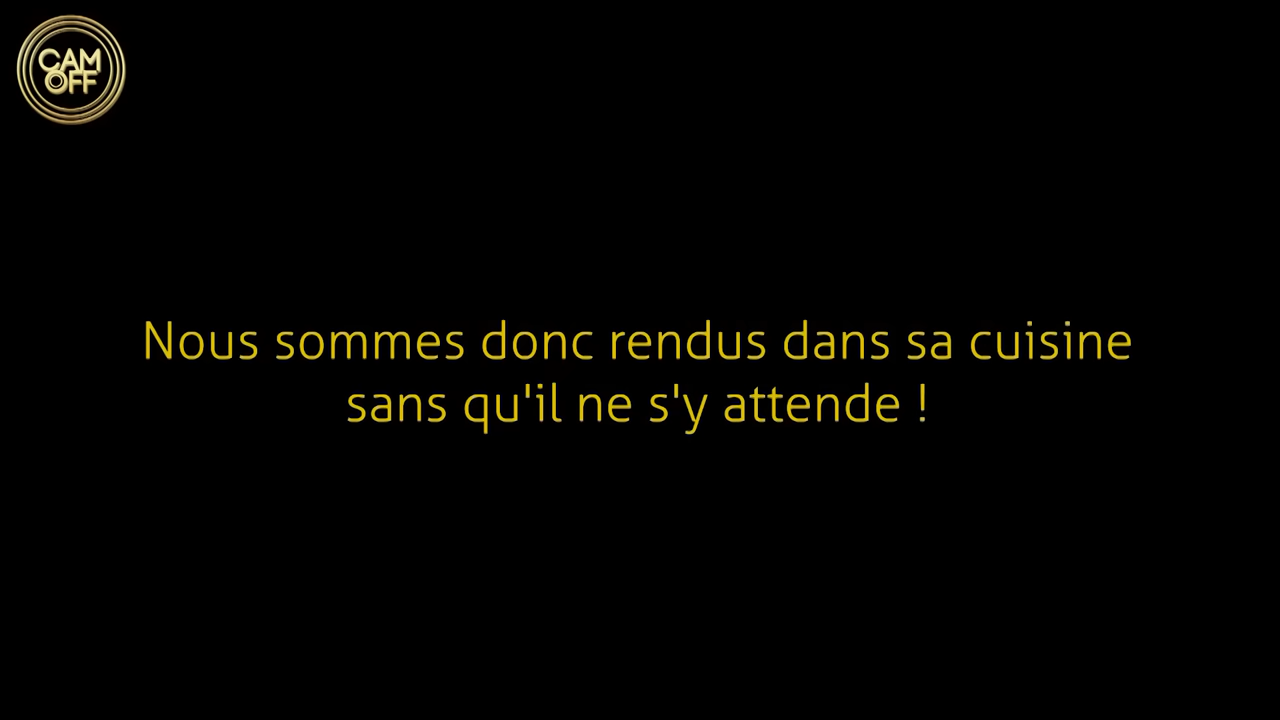 CAM
OFF
Nous sommes donc rendus dans sa cuisine
sans qu'il ne s'y attende !